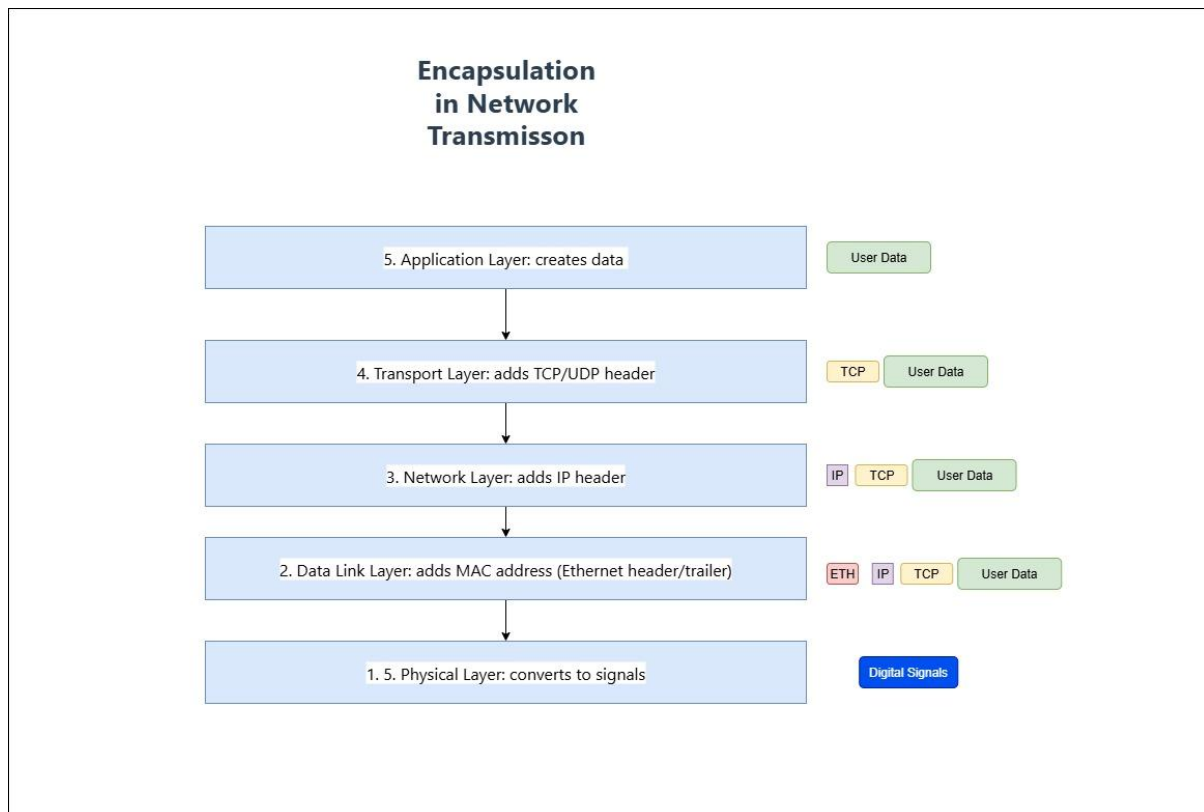 Encapsulation
in Network
Transmisson
5. Application Layer: creates data
User Data
4. Transport Layer: adds TCP/UDP header
TCP User Data
3. Network Layer: adds IP header
IP TCP User Data
2. Data Link Layer: adds MAC address (Ethernet header/trailer)
ETH IP TCP User Data
1. 5. Physical Layer: converts to signals
Digital Signals